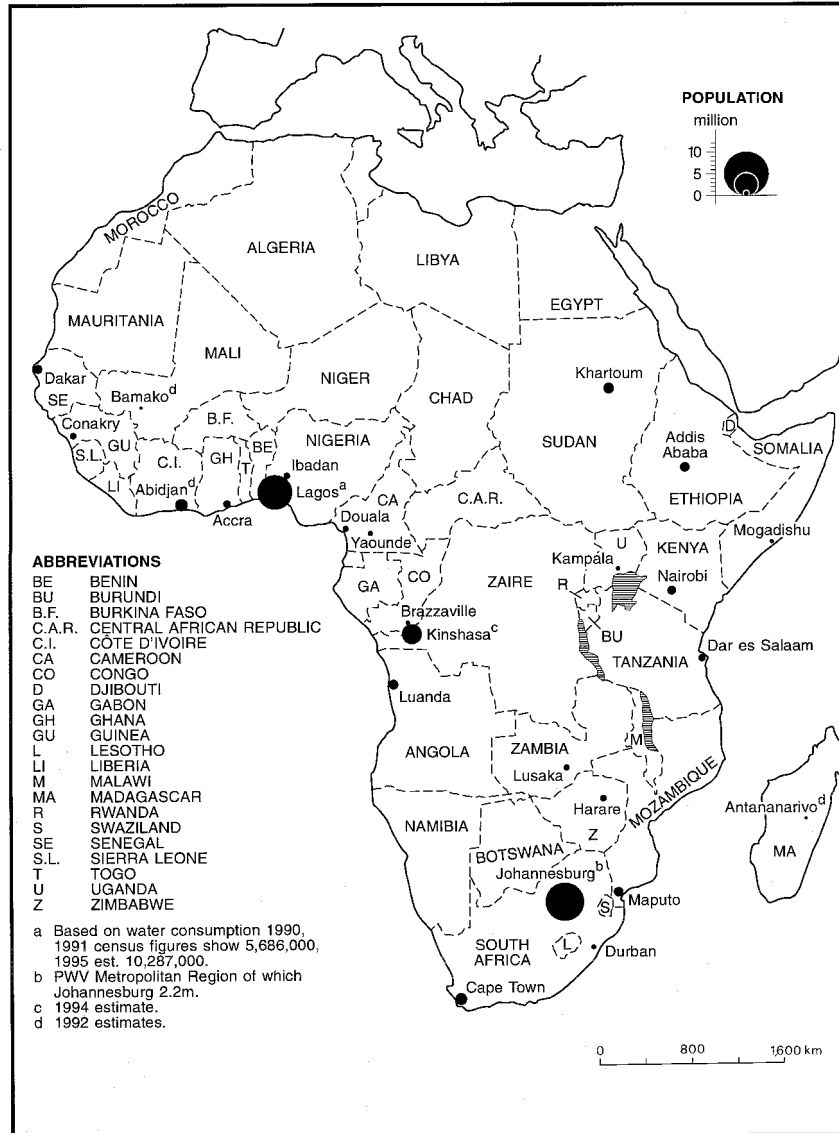 POPULATION
million
10
5
0
MOROCCO
ALGERIA
LIBYA
EGYPT
MAURITANIA
MALI
NIGER
CHAD
SUDAN
Khartoum
Dakar
SE
Bamako d
B.F.
Conakry
GU
S.L.
LI
C.I.
Abidjan d
GH
T
BE
NIGERIA
Ibadan
Lagos a
Accra
D
Addis
Ababa
SOMALIA
ETHIOPIA
CA
C.A.R.
Douala
Yaounde
U
KENYA
Mogadishu
Kampala
Nairobi
GA
CO
ZAIRE
R
BU
Brazzaville
Kinshasa c
TANZANIA
Dar es Salaam
Luanda
ANGOLA
ZAMBIA
Lusaka
M
MOZAMBIQUE
Harare
Z
Antananarivo d
MA
NAMIBIA
BOTSWANA
Johannesburg b
Maputo
S
SOUTH
AFRICA
L
Durban
Cape Town
ABBREVIATIONS
BE BENIN
BU BURUNDI
B.F. BURKINA FASO
C.A.R. CENTRAL AFRICAN REPUBLIC
C.I. CÔTE D'IVOIRE
CA CAMEROON
CO CONGO
D DJIBOUTI
GA GABON
GH GHANA
GU GUINEA
L LESOTHO
LI LIBERIA
M MALAWI
MA MADAGASCAR
R RWANDA
S SWAZILAND
SE SENEGAL
S.L. SIERRA LEONE
T TOGO
U UGANDA
Z ZIMBABWE
a Based on water consumption 1990,
1991 census figures show 5,686,000,
1995 est. 10,287,000.
b PWV Metropolitan Region of which
Johannesburg 2.2m.
c 1994 estimate.
d 1992 estimates.
0 800 1,600 km